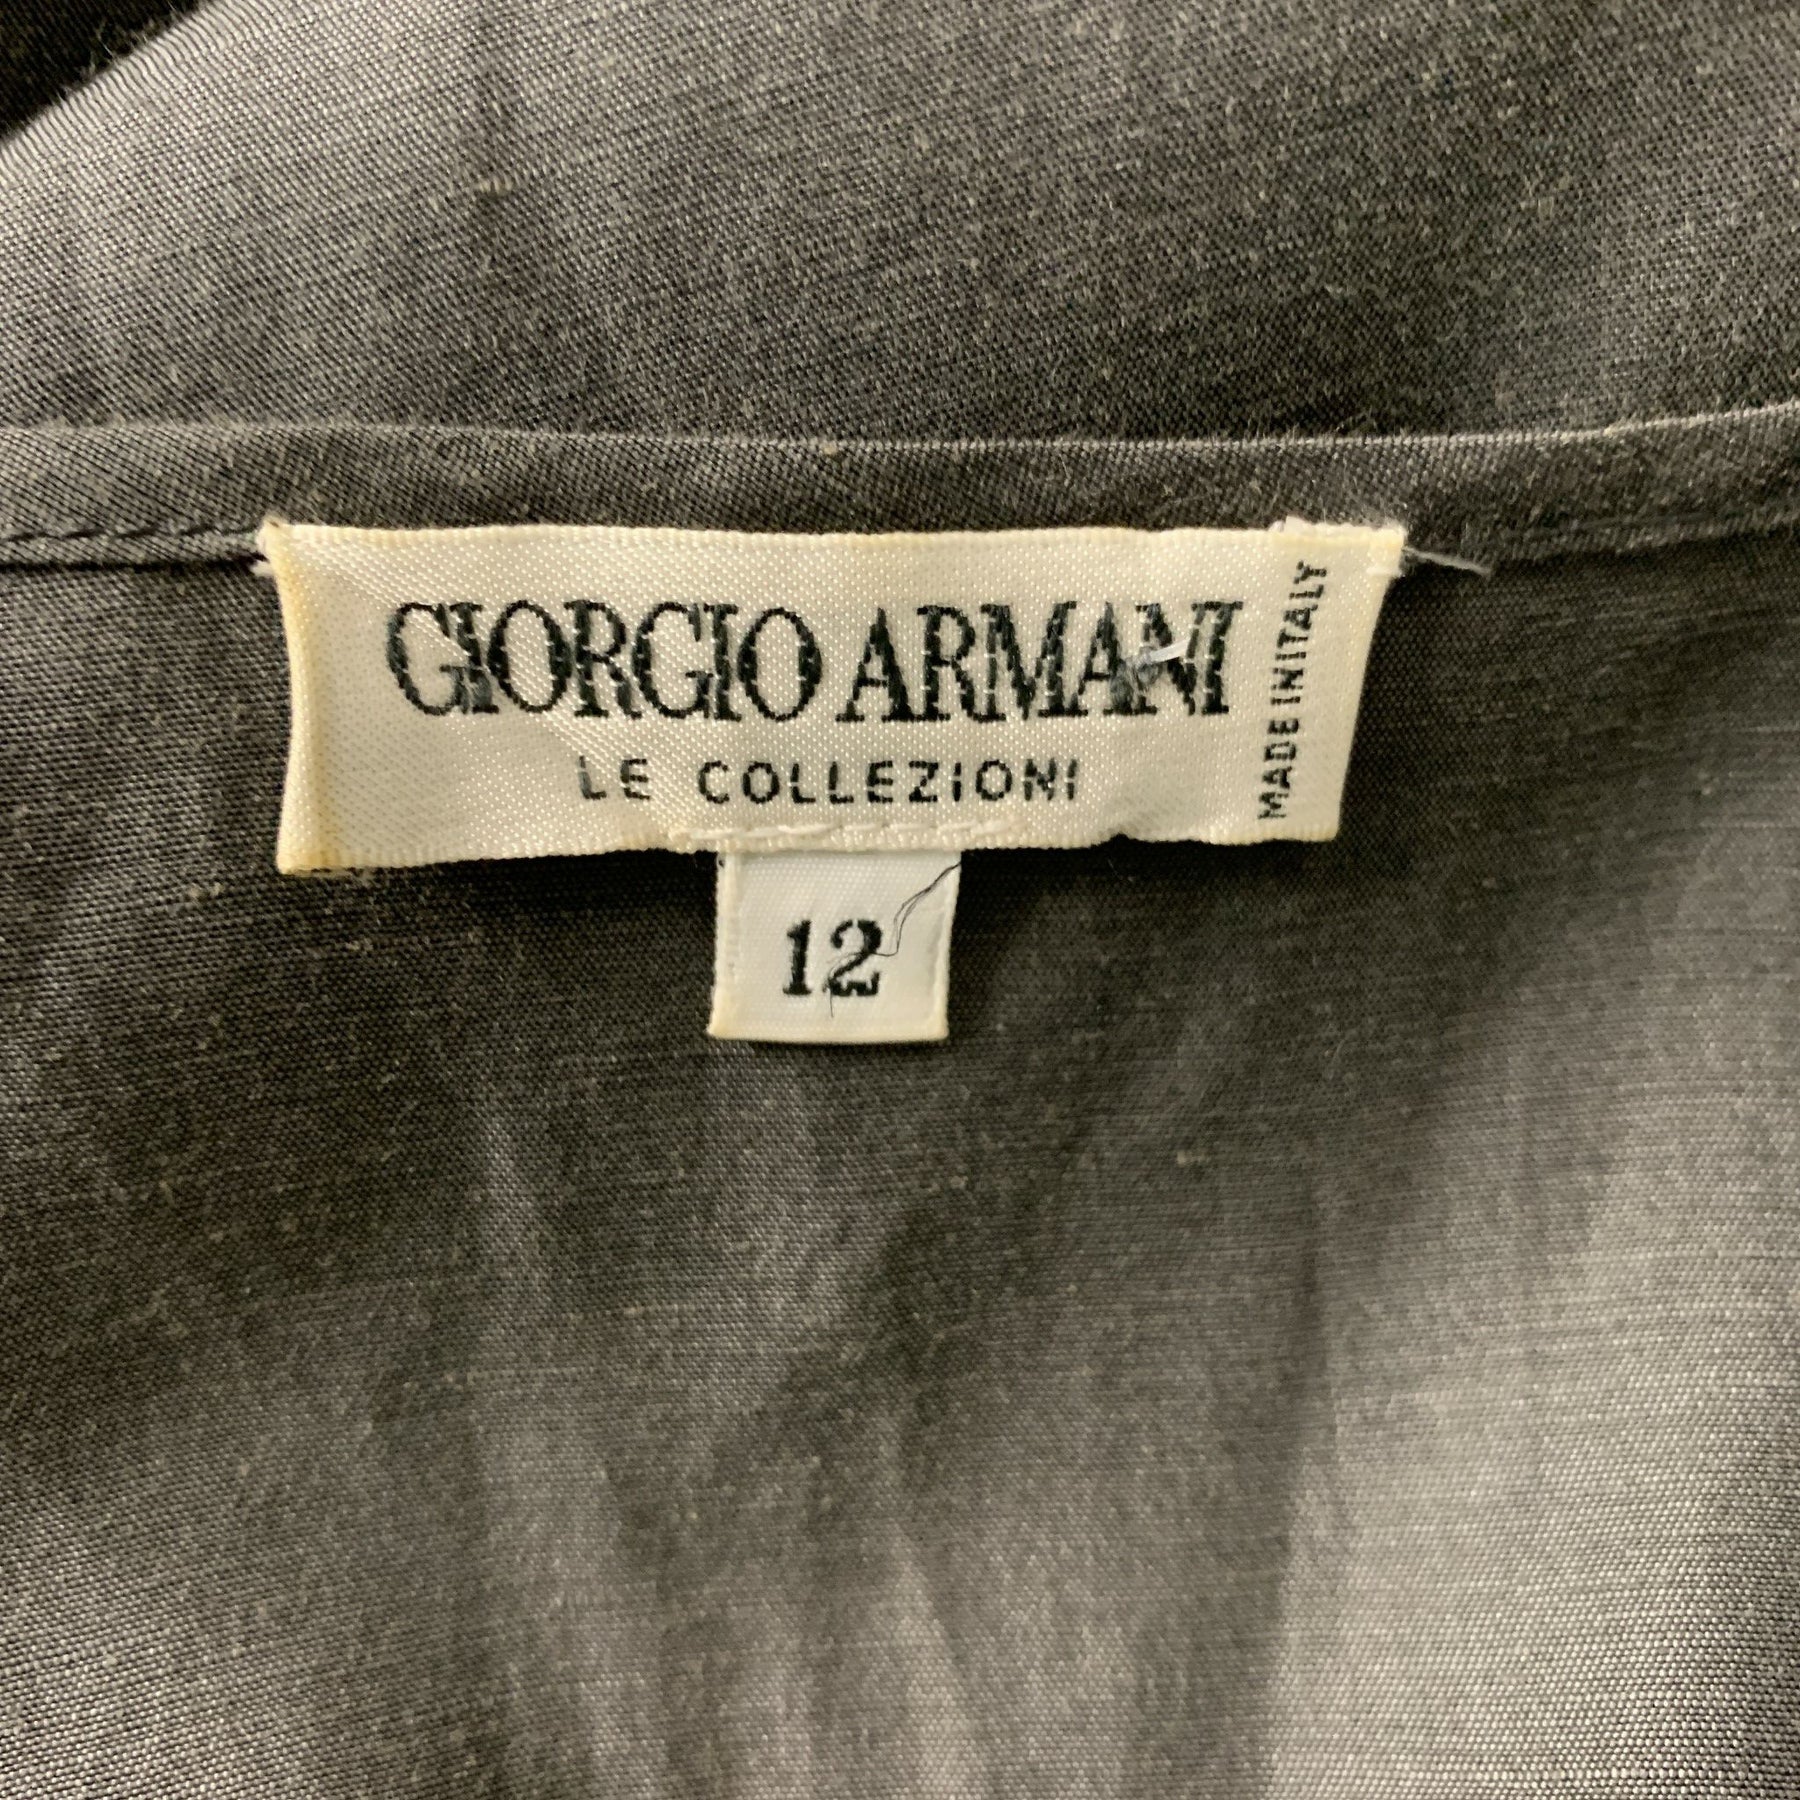 GIORGIO ARMANI
LE COLLEZIONI
MADE IN ITALY
12